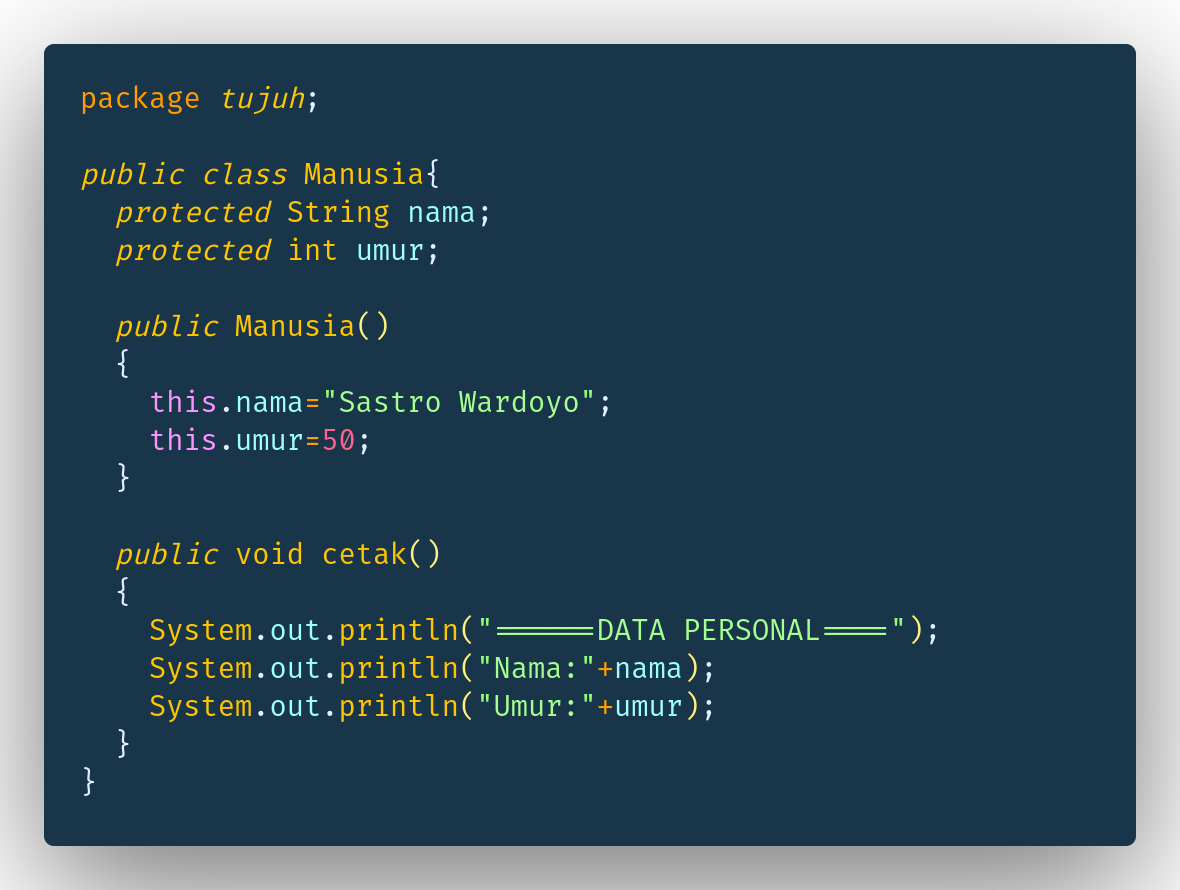 package tujuh;

public class Manusia{
  protected String nama;
  protected int umur;

  public Manusia()
  {
    this.nama="Sastro Wardoyo";
    this.umur=50;
  }

  public void cetak()
  {
    System.out.println("======DATA PERSONAL====");
    System.out.println("Nama:"+nama);
    System.out.println("Umur:"+umur);
  }
}